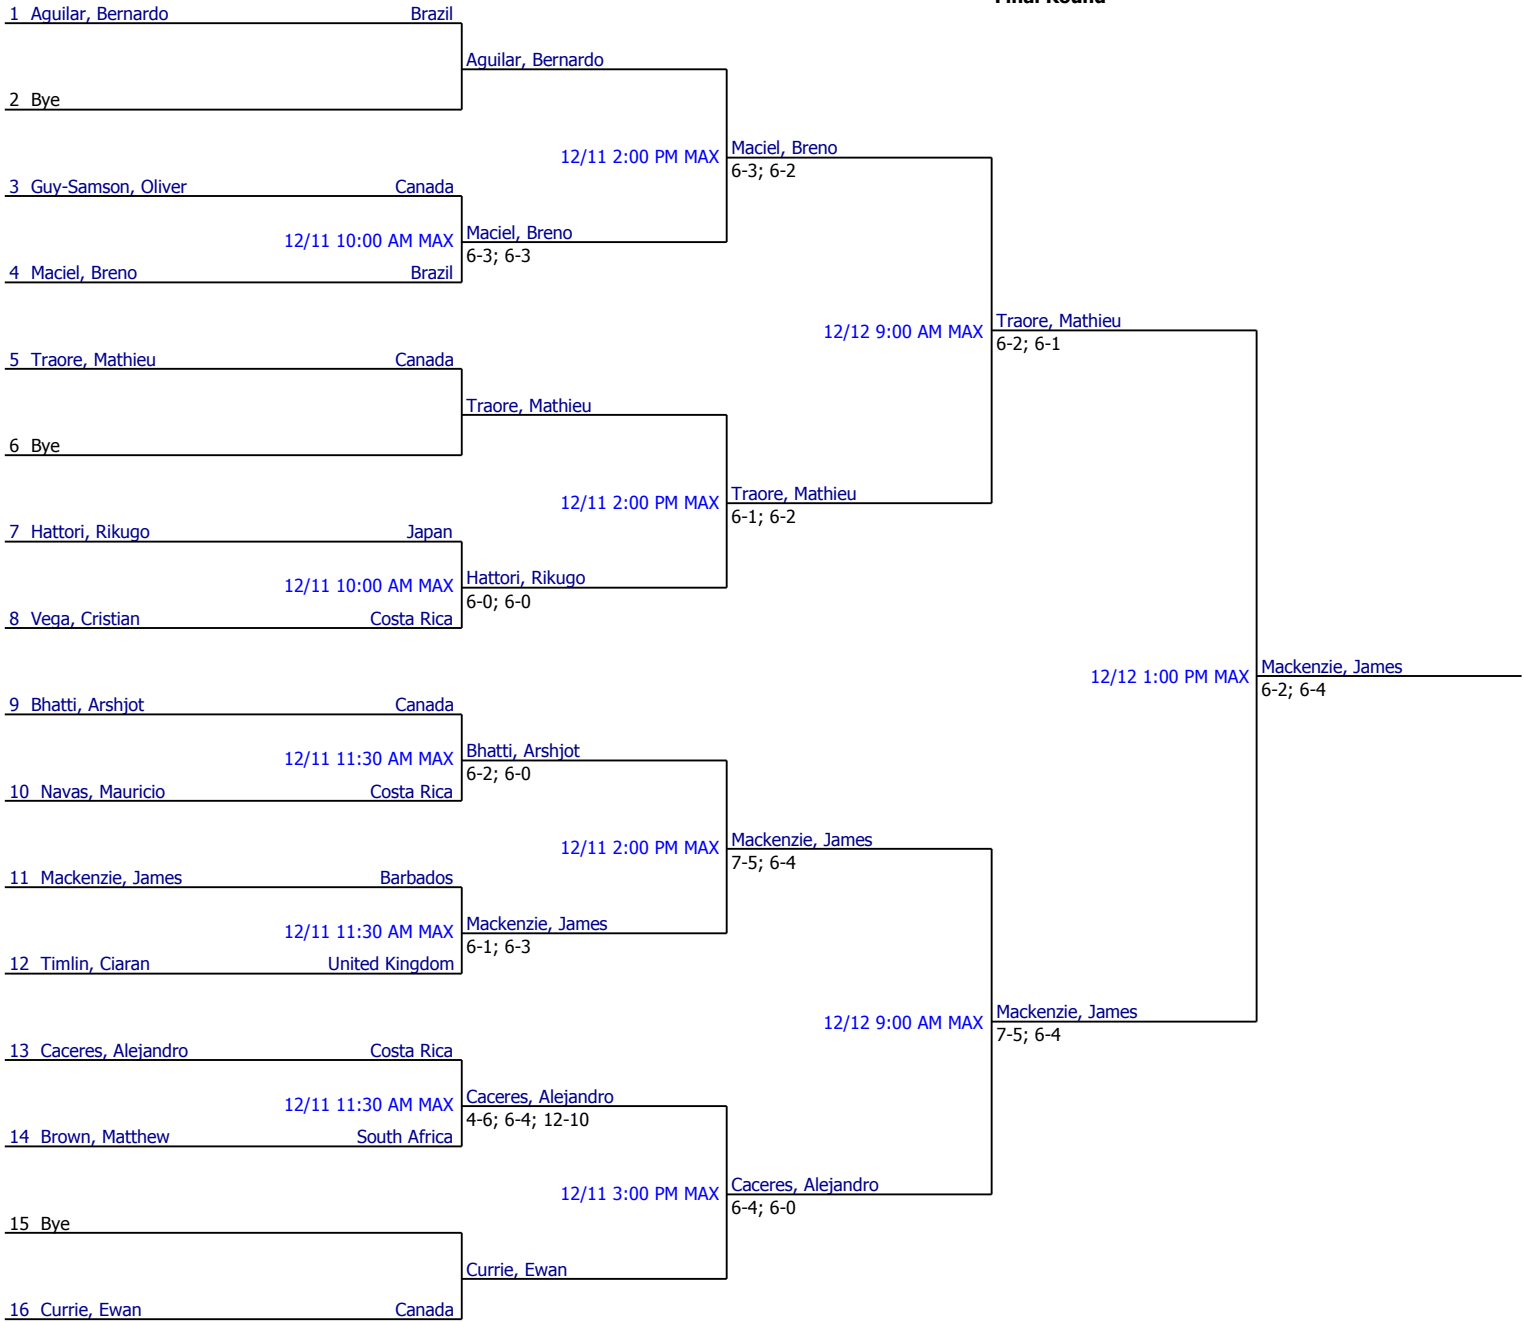 Final Round
1 Aguilar, Bernardo Brazil
Aguilar, Bernardo
2 Bye
12/11 2:00 PM MAX Maciel, Breno
6-3; 6-2
3 Guy-Samson, Oliver Canada
12/11 10:00 AM MAX Maciel, Breno
6-3; 6-3
4 Maciel, Breno Brazil
12/12 9:00 AM MAX Traore, Mathieu
6-2; 6-1
5 Traore, Mathieu Canada
Traore, Mathieu
6 Bye
12/11 2:00 PM MAX Traore, Mathieu
6-1; 6-2
7 Hattori, Rikugo Japan
12/11 10:00 AM MAX Hattori, Rikugo
6-0; 6-0
8 Vega, Cristian Costa Rica
12/12 1:00 PM MAX Mackenzie, James
6-2; 6-4
9 Bhatti, Arshjot Canada
12/11 11:30 AM MAX Bhatti, Arshjot
6-2; 6-0
10 Navas, Mauricio Costa Rica
12/11 2:00 PM MAX Mackenzie, James
7-5; 6-4
11 Mackenzie, James Barbados
12/11 11:30 AM MAX Mackenzie, James
6-1; 6-3
12 Timlin, Ciaran United Kingdom
12/12 9:00 AM MAX Mackenzie, James
7-5; 6-4
13 Caceres, Alejandro Costa Rica
12/11 11:30 AM MAX Caceres, Alejandro
4-6; 6-4; 12-10
14 Brown, Matthew South Africa
12/11 3:00 PM MAX Caceres, Alejandro
6-4; 6-0
15 Bye
Currie, Ewan
16 Currie, Ewan Canada